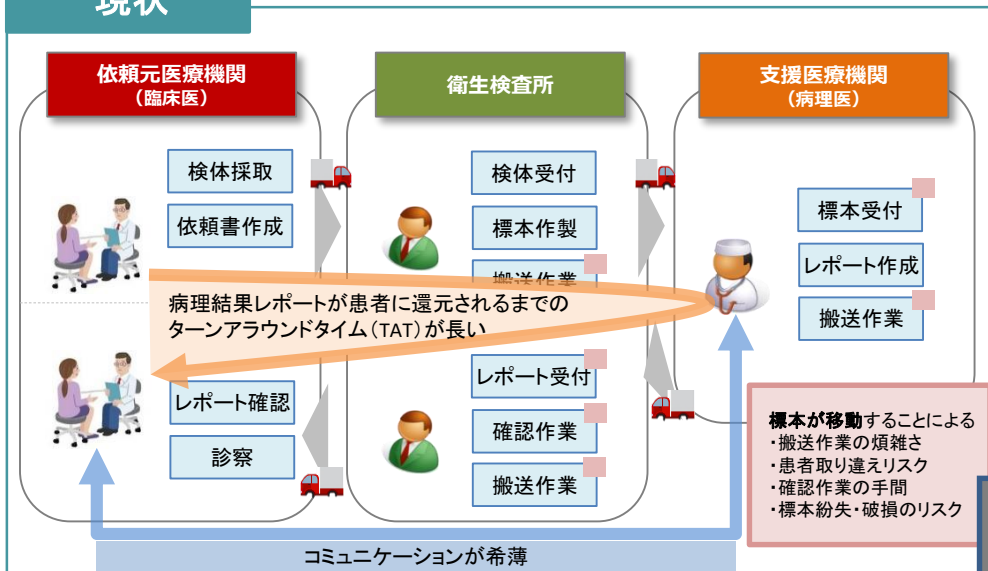 現状
依頼元医療機関
（臨床医）
検体採取
依頼書作成
レポート確認
診察
衛生検査所
検体受付
標本作製
搬送作業
レポート受付
確認作業
搬送作業
支援医療機関
（病理医）
標本受付
レポート作成
搬送作業
病理結果レポートが患者に還元されるまでの
ターンアラウンドタイム（TAT）が長い
標本が移動することによる
・搬送作業の煩雑さ
・患者取り違えリスク
・確認作業の手間
・標本紛失・破損のリスク
コミュニケーションが希薄